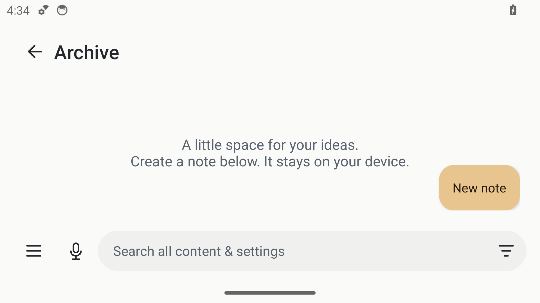 4:34
Archive
A little space for your ideas.
Create a note below. It stays on your device.
New note
Search all content & settings